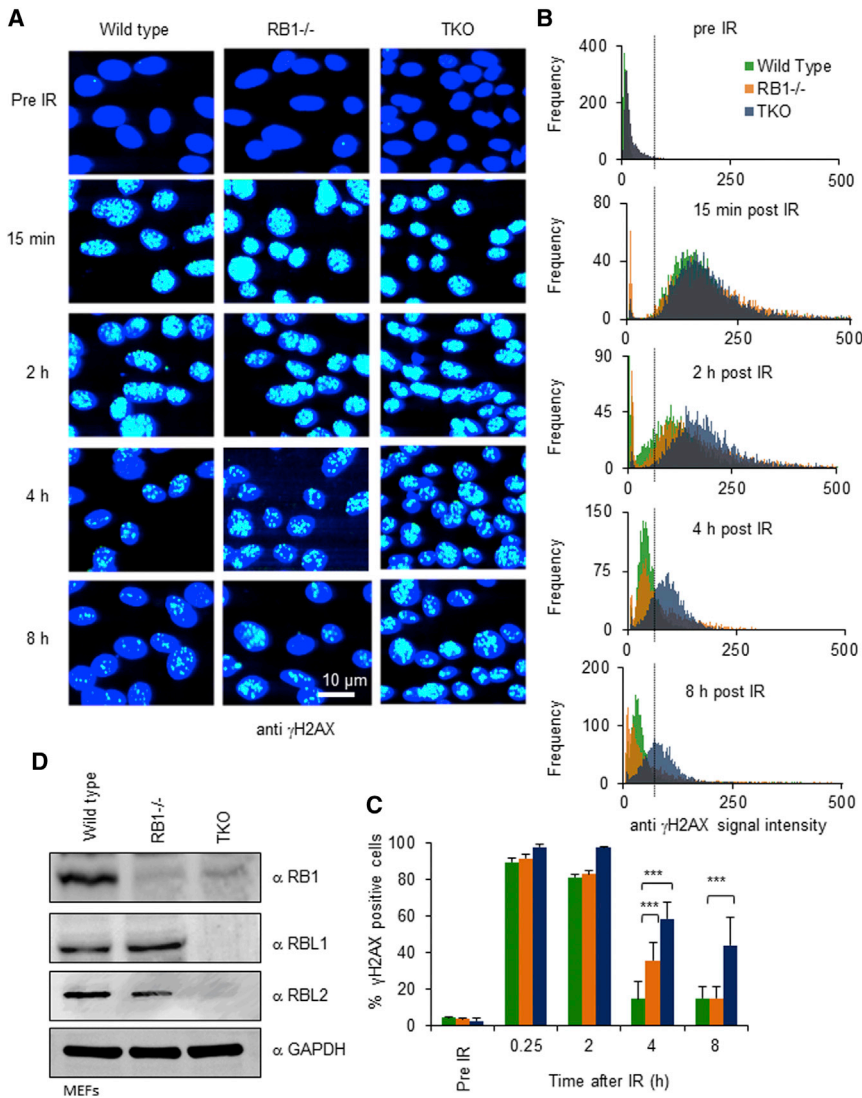 A
Wild type
RB1-/-
TKO
Pre IR
15 min
2 h
4 h
8 h
10 µm
anti γH2AX
B
pre IR
Wild Type
RB1-/-
TKO
Frequency
400
200
0
0
250
500
15 min post IR
Frequency
80
40
0
0
250
500
2 h post IR
Frequency
90
45
0
0
250
500
4 h post IR
Frequency
150
75
0
0
250
500
8 h post IR
Frequency
200
100
0
0
250
500
anti γH2AX signal intensity
D
Wild type
RB1-/-
TKO
α RB1
α RBL1
α RBL2
α GAPDH
MEFs
C
% γH2AX positive cells
100
80
60
40
20
0
***
***
***
Pre IR
0.25
2
4
8
Time after IR (h)